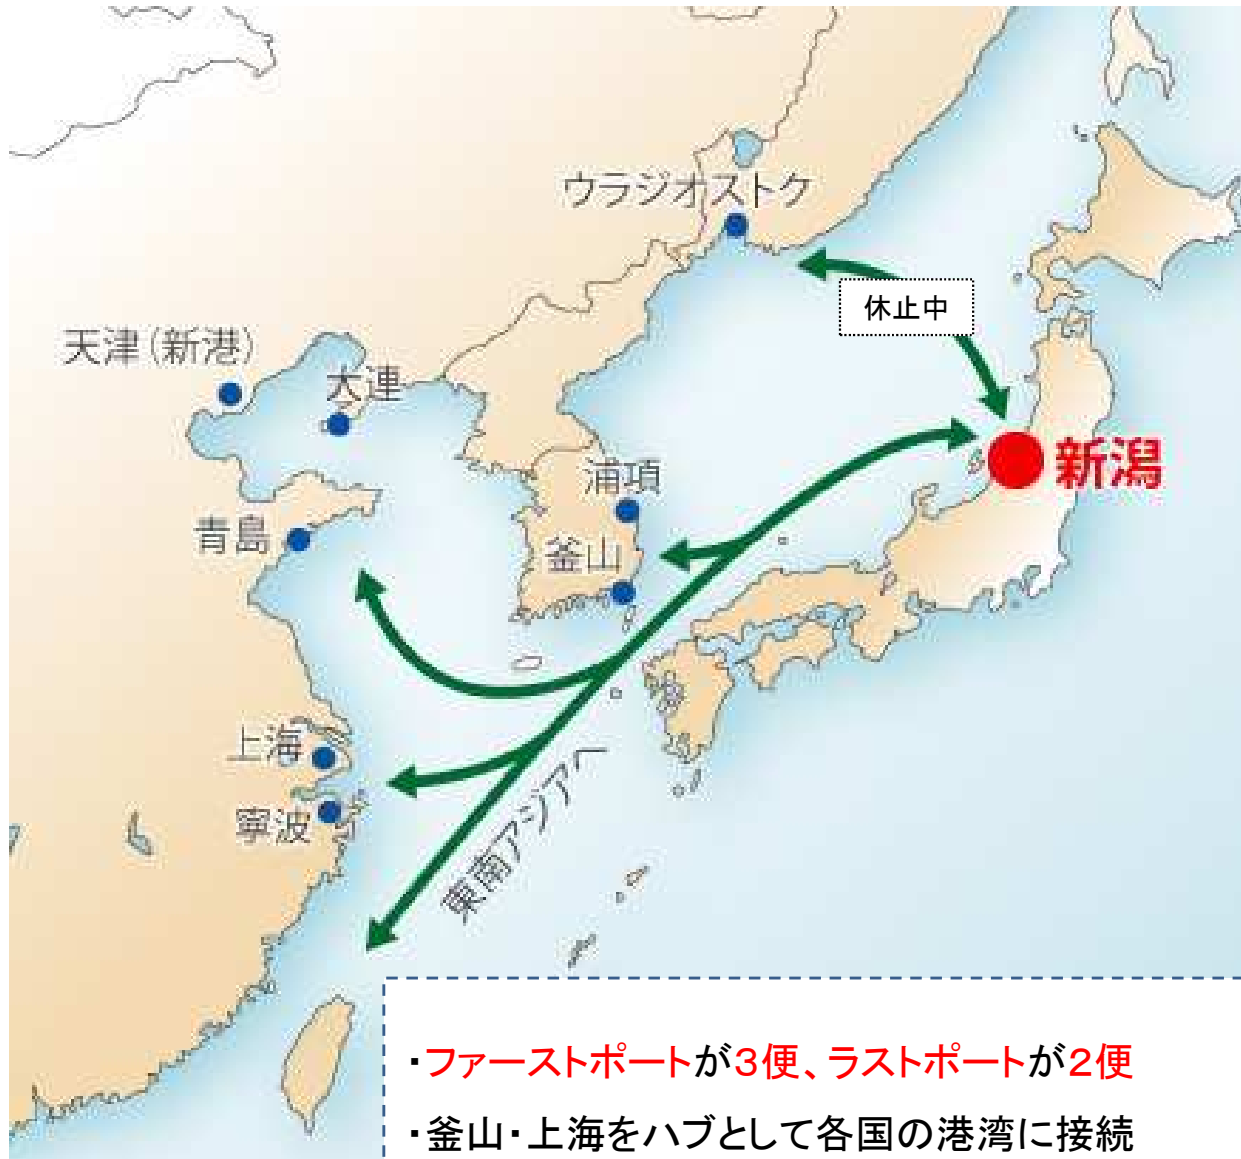 ウラジオストク
休止中
天津(新港)
大連
新潟
浦項
青島
釜山
上海
寧波
東南アジアへ
・ファーストポートが3便、ラストポートが2便
・釜山・上海をハブとして各国の港湾に接続